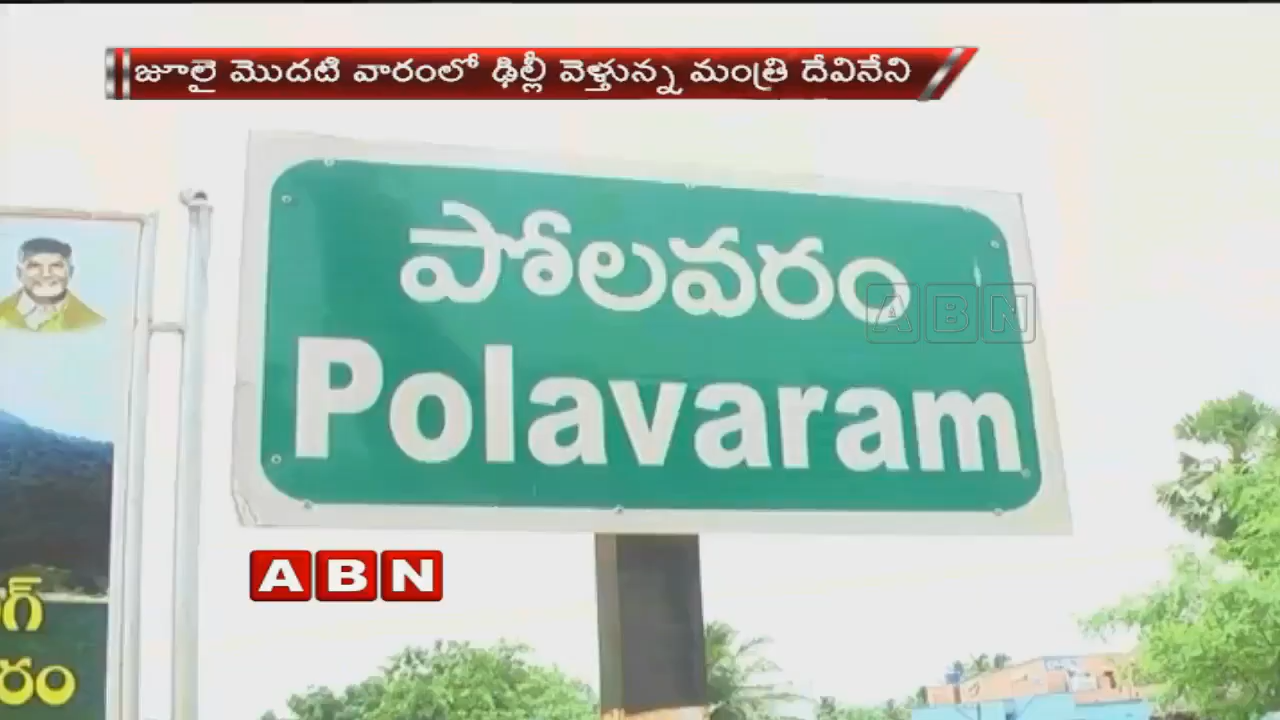 జూలై మొదటి వారంలో ఢిల్లీ వెళ్తున్న మంత్రి దేవినేని
పోలవరం
ABN
Polavaram
ABN